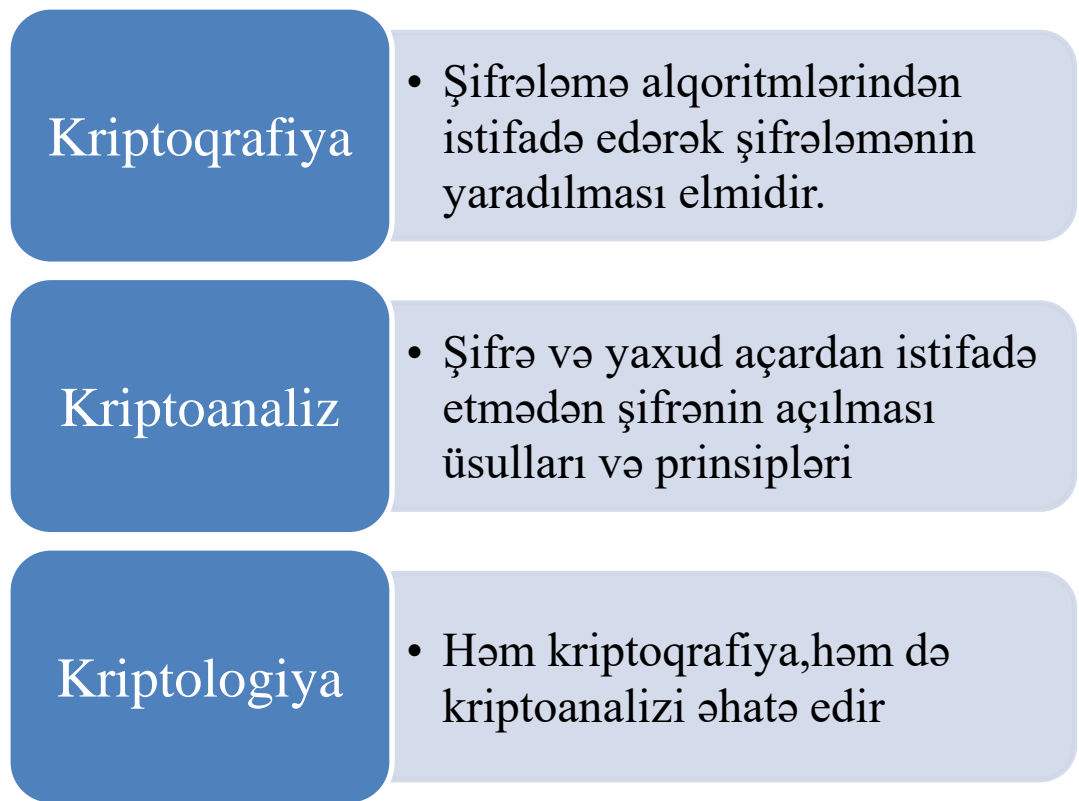 Kriptoqrafiya
• Şifrələmə alqoritmlərindən
istifadə edərək şifrələmənin
yaradılması elmidir.
Kriptoanaliz
• Şifrə və yaxud açardan istifadə
etmədən şifrənin açılması
üsulları və prinsipləri
Kriptologiya
• Həm kriptoqrafiya,həm də
kriptoanalizi əhatə edir